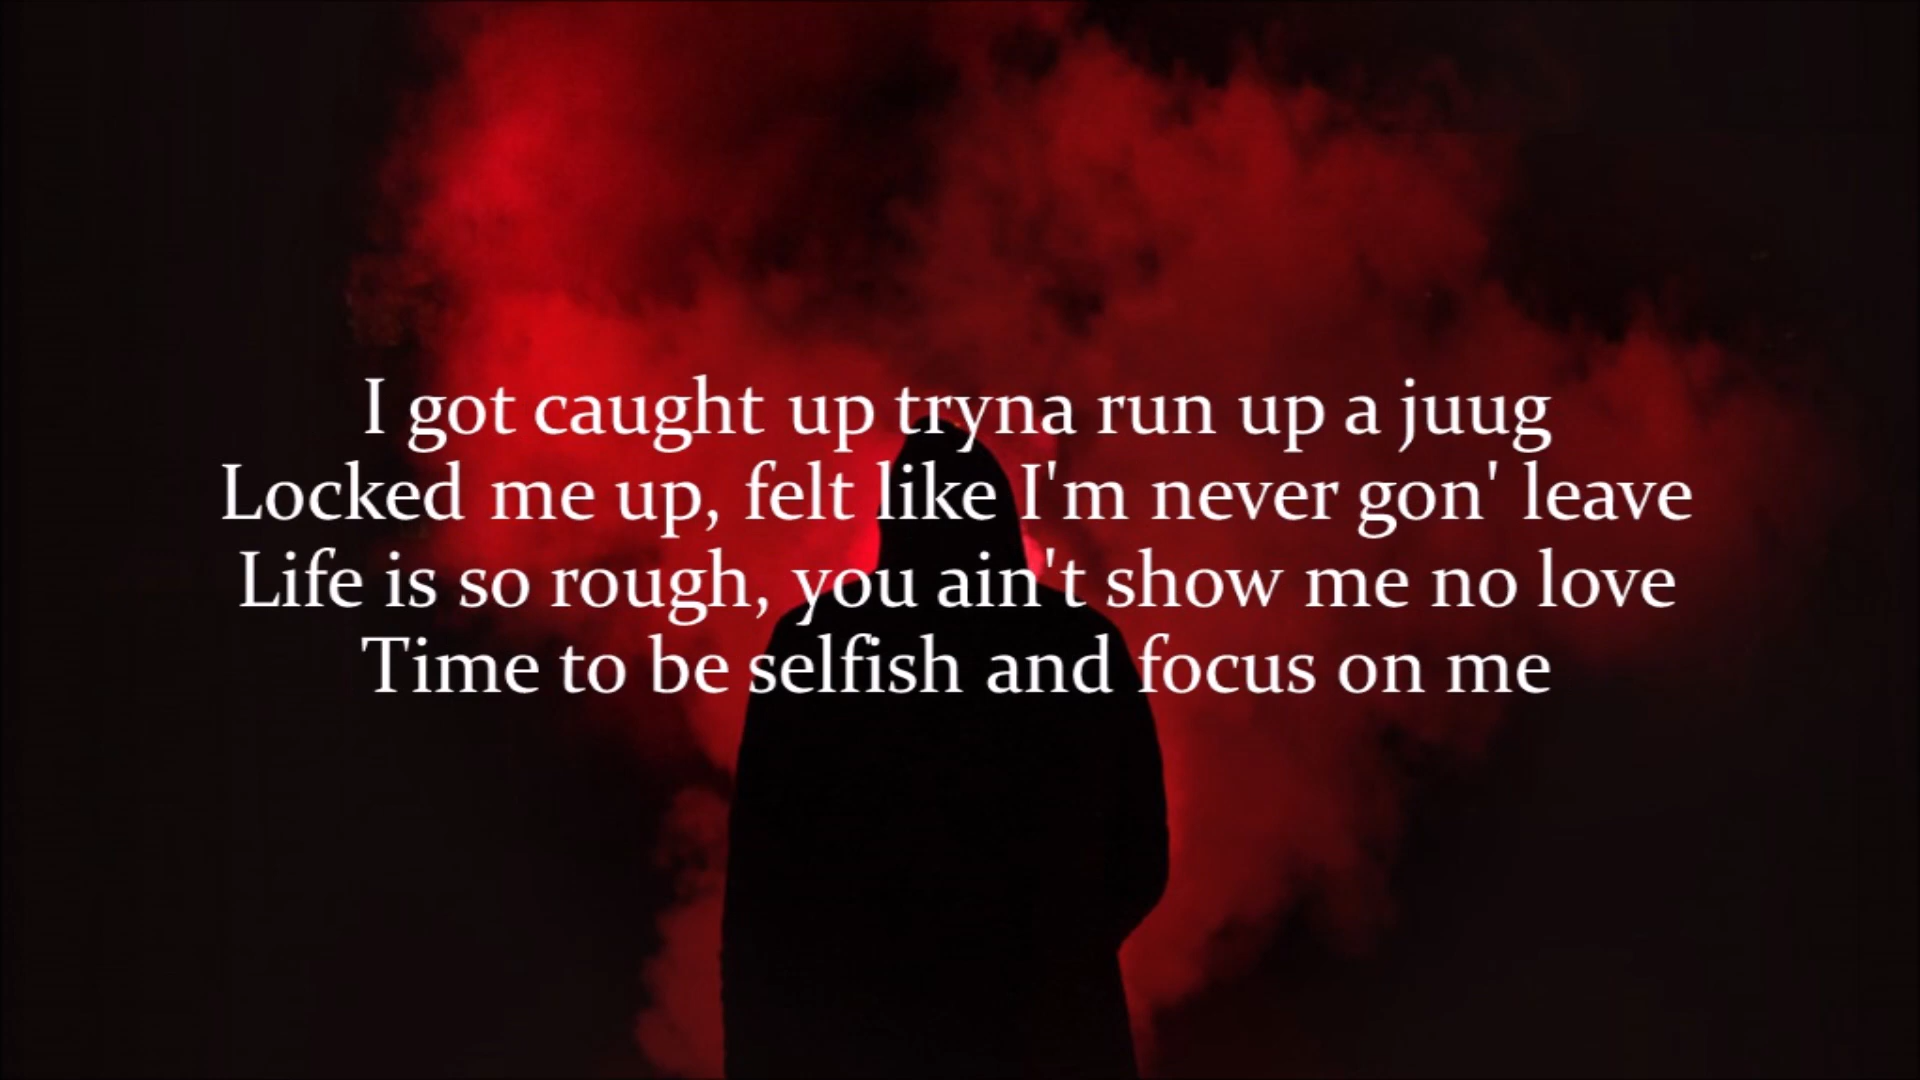 I got caught up tryna run up a juug
Locked me up, felt like I'm never gon' leave
Life is so rough, you ain't show me no love
Time to be selfish and focus on me